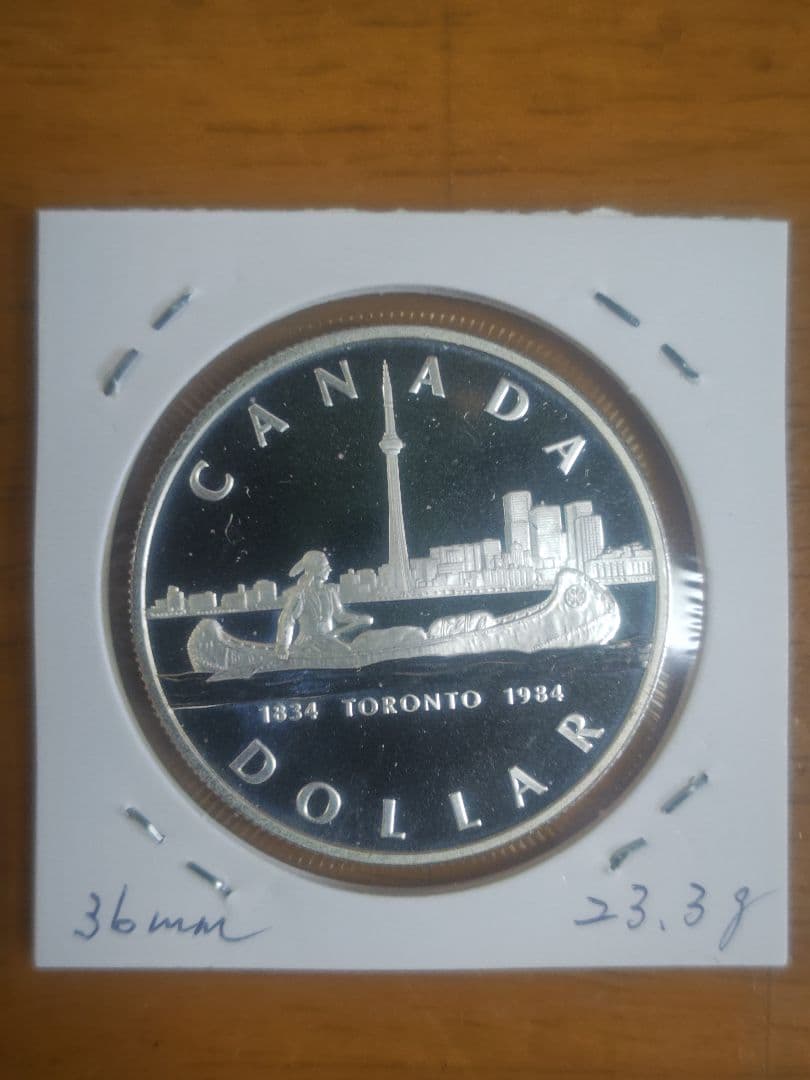 CANADA
1834 TORONTO 1984
DOLLAR
36mm 23.3g